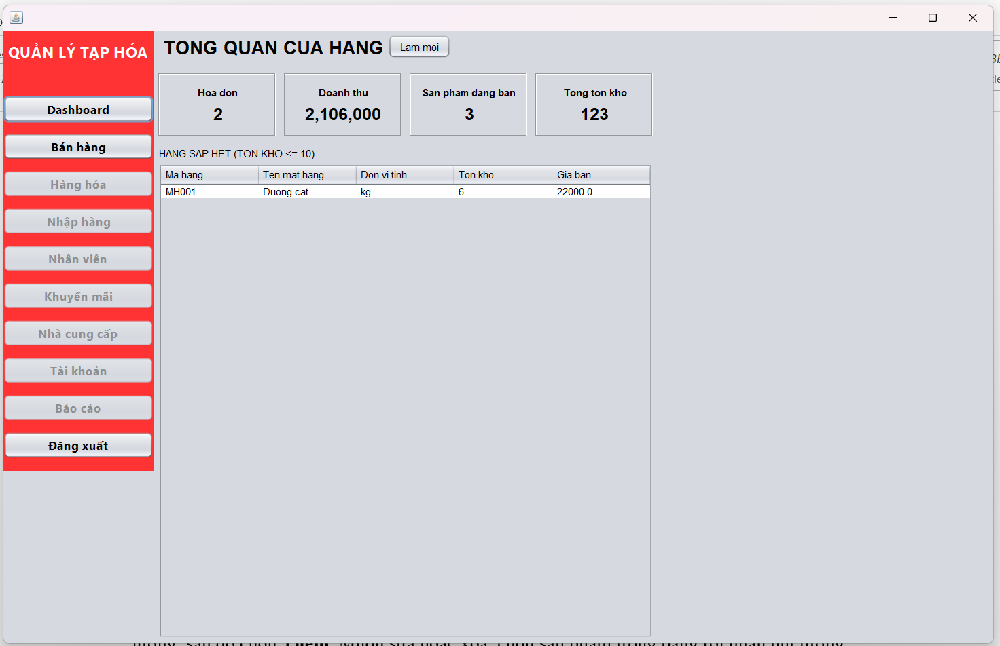 QUẢN LÝ TẠP HÓA
Dashboard
Bán hàng
Hàng hóa
Nhập hàng
Nhân viên
Khuyến mãi
Nhà cung cấp
Tài khoản
Báo cáo
Đăng xuất
TONG QUAN CUA HANG
Lam moi
Hoa don
2
Doanh thu
2,106,000
San pham dang ban
3
Tong ton kho
123
HANG SAP HET (TON KHO <= 10)
Ma hang Ten mat hang Don vi tinh Ton kho Gia ban
MH001 Duong cat kg 6 22000.0